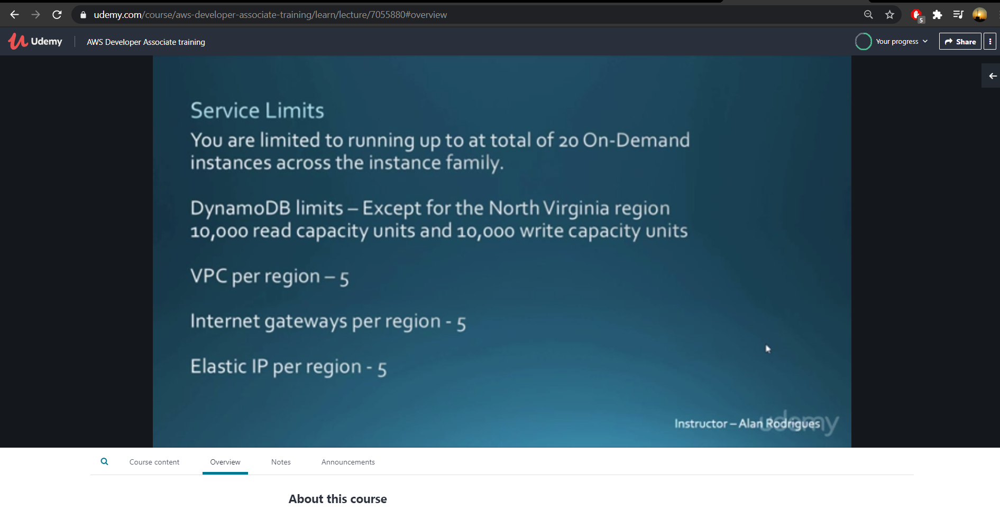 udemy.com/course/aws-developer-associate-training/learn/lecture/7055880#overview
5
Udemy
AWS Developer Associate training
Your progress
Share
Service Limits
You are limited to running up to at total of 20 On-Demand
instances across the instance family.
DynamoDB limits – Except for the North Virginia region
10,000 read capacity units and 10,000 write capacity units
VPC per region – 5
Internet gateways per region - 5
Elastic IP per region - 5
Instructor – Alan Rodrigues
udemy
Course content
Overview
Notes
Announcements
About this course